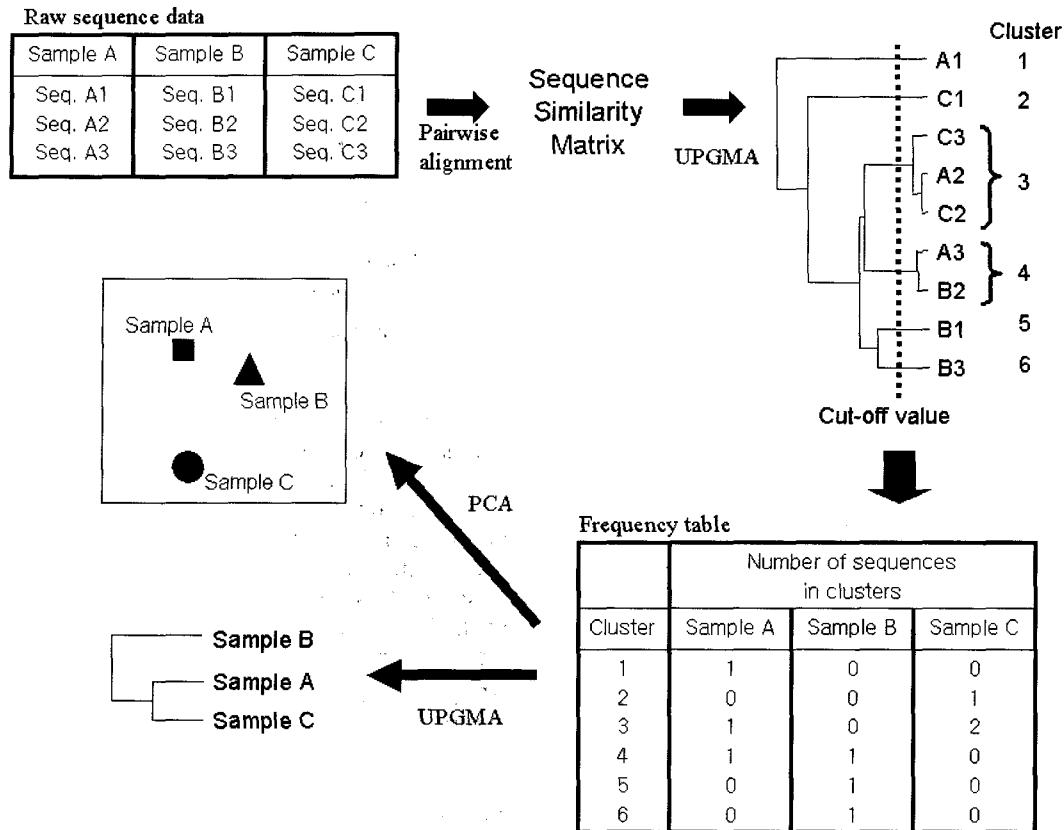 Raw sequence data
Sample A Sample B Sample C
Seq. A1 Seq. B1 Seq. C1
Seq. A2 Seq. B2 Seq. C2
Seq. A3 Seq. B3 Seq. C3
Pairwise
alignment
Sequence
Similarity
Matrix
UPGMA
Cluster
A1 1
C1 2
C3
A2 3
C2
A3
4
B2
B1 5
B3 6
Cut-off value
Sample A
Sample B
Sample C
PCA
Frequency table
Number of sequences
in clusters
Cluster Sample A Sample B Sample C
1 1 0 0
2 0 0 1
3 1 0 2
4 1 1 0
5 0 1 0
6 0 1 0
Sample B
Sample A
Sample C
UPGMA